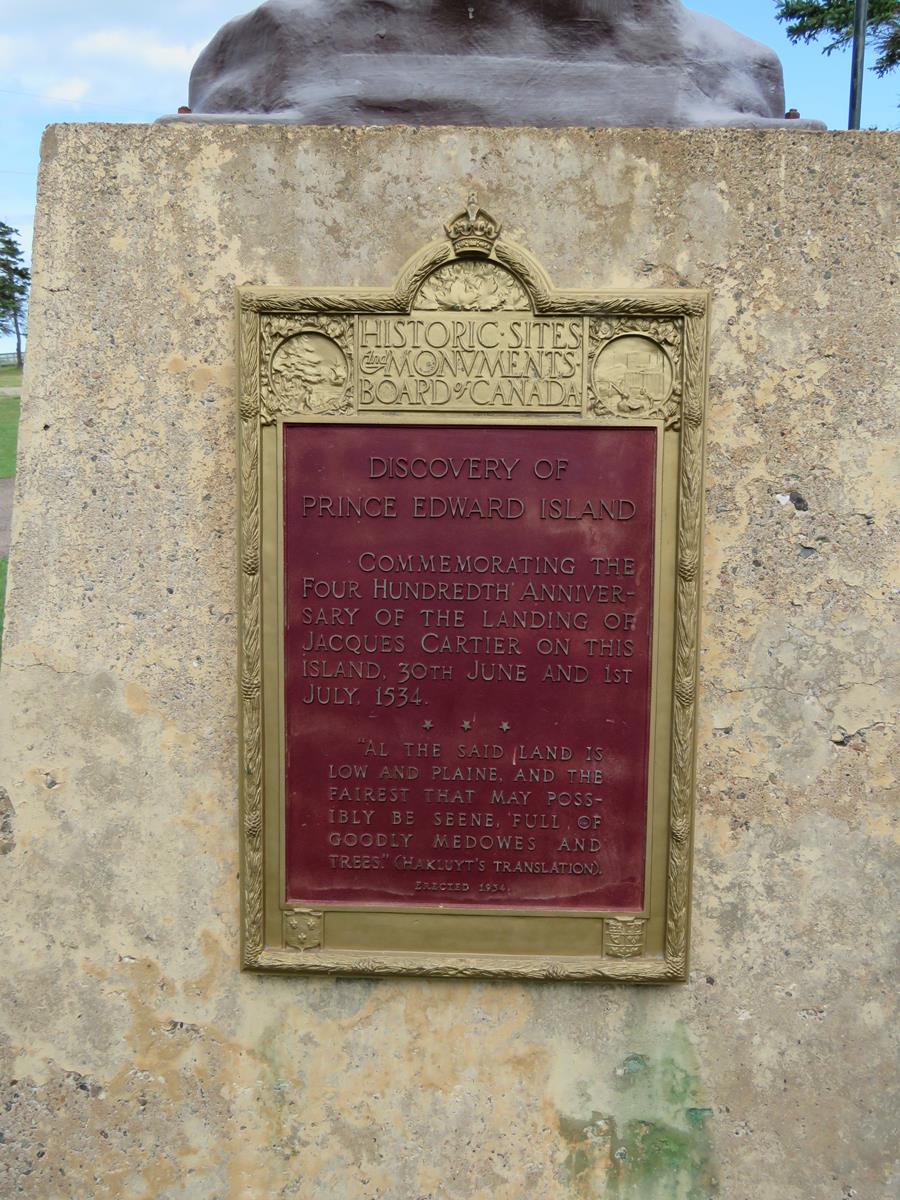 HISTORIC · SITES
And MONVMENTS
BOARD of CANADA
DISCOVERY OF
PRINCE EDWARD ISLAND
COMMEMORATING THE
FOUR HUNDREDTH ANNIVER-
SARY OF THE LANDING OF
JACQUES CARTIER ON THIS
ISLAND, 30TH JUNE AND 1ST
JULY, 1534.
"AL THE SAID LAND IS
LOW AND PLAINE, AND THE
FAIREST THAT MAY POSS-
IBLY BE SEENE, FULL OF
GOODLY MEDOWES AND
TREES." (HAKLUYT'S TRANSLATION).
ERECTED 1934.